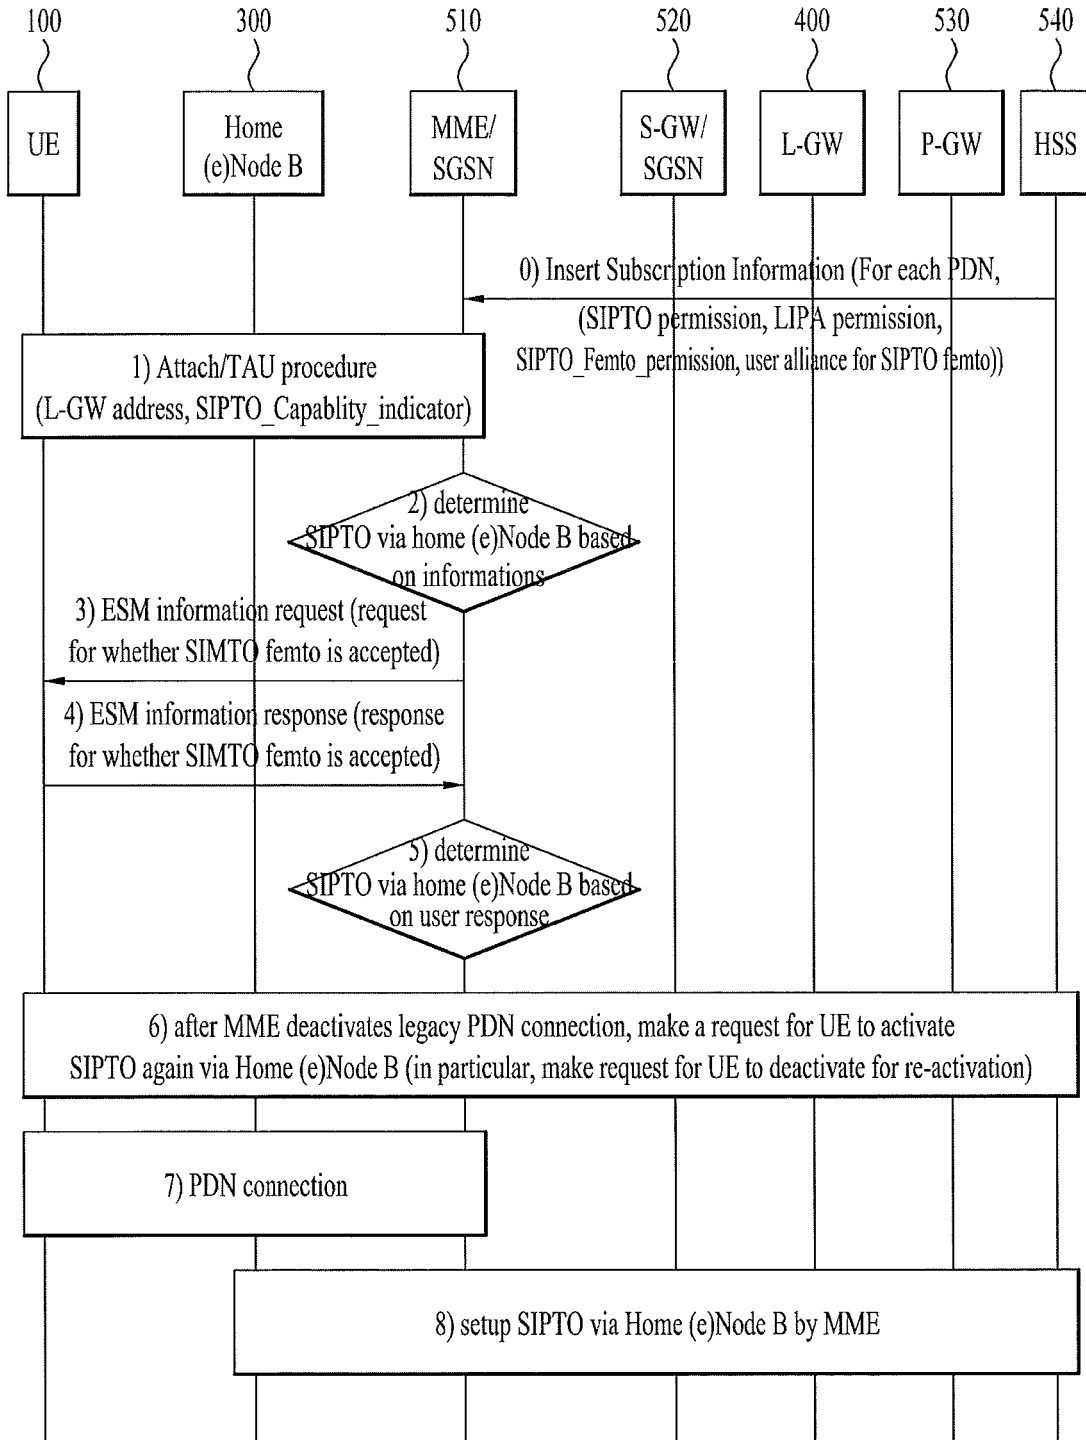 100 300 510 520 400 530 540
UE
Home
(e)Node B
MME/
SGSN
S-GW/
SGSN
L-GW
P-GW
HSS
0) Insert Subscription Information (For each PDN,
(SIPTO permission, LIPA permission,
SIPTO_Femto_permission, user alliance for SIPTO femto))
1) Attach/TAU procedure
(L-GW address, SIPTO_Capablity_indicator)
2) determine
SIPTO via home (e)Node B based
on informations
3) ESM information request (request
for whether SIMTO femto is accepted)
4) ESM information response (response
for whether SIMTO femto is accepted)
5) determine
SIPTO via home (e)Node B based
on user response
6) after MME deactivates legacy PDN connection, make a request for UE to activate
SIPTO again via Home (e)Node B (in particular, make request for UE to deactivate for re-activation)
7) PDN connection
8) setup SIPTO via Home (e)Node B by MME